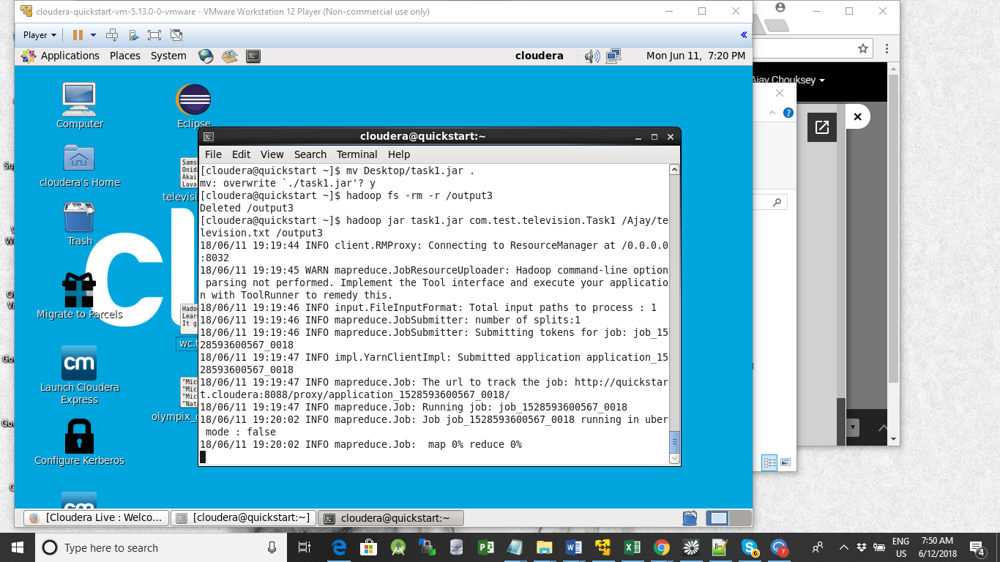 cloudera-quickstart-vm-5.13.0-0-vmware - VMware Workstation 12 Player (Non-commercial use only)
Player
Applications Places System
cloudera
Mon Jun 11, 7:20 PM
Ajay Chouksey
Computer
Eclipse
cloudera's Home
Trash
Migrate to Parcels
cm
Launch Cloudera
Express
Configure Kerberos
cloudera@quickstart:~
File Edit View Search Terminal Help
[cloudera@quickstart ~]$ mv Desktop/task1.jar .
mv: overwrite `./task1.jar'? y
[cloudera@quickstart ~]$ hadoop fs -rm -r /output3
Deleted /output3
[cloudera@quickstart ~]$ hadoop jar task1.jar com.test.television.Task1 /Ajay/te
levision.txt /output3
18/06/11 19:19:44 INFO client.RMProxy: Connecting to ResourceManager at /0.0.0.0
:8032
18/06/11 19:19:45 WARN mapreduce.JobResourceUploader: Hadoop command-line option
parsing not performed. Implement the Tool interface and execute your applicatio
n with ToolRunner to remedy this.
18/06/11 19:19:46 INFO input.FileInputFormat: Total input paths to process : 1
18/06/11 19:19:46 INFO mapreduce.JobSubmitter: number of splits:1
18/06/11 19:19:46 INFO mapreduce.JobSubmitter: Submitting tokens for job: job_15
28593600567_0018
18/06/11 19:19:47 INFO impl.YarnClientImpl: Submitted application application_15
28593600567_0018
18/06/11 19:19:47 INFO mapreduce.Job: The url to track the job: http://quickstar
t.cloudera:8088/proxy/application_1528593600567_0018/
18/06/11 19:19:47 INFO mapreduce.Job: Running job: job_1528593600567_0018
18/06/11 19:20:02 INFO mapreduce.Job: Job job_1528593600567_0018 running in uber
mode : false
18/06/11 19:20:02 INFO mapreduce.Job:  map 0% reduce 0%
[Cloudera Live : Welco...
[cloudera@quickstart:~]
cloudera@quickstart:~
Type here to search
ENG
US
7:50 AM
6/12/2018
6
7
4